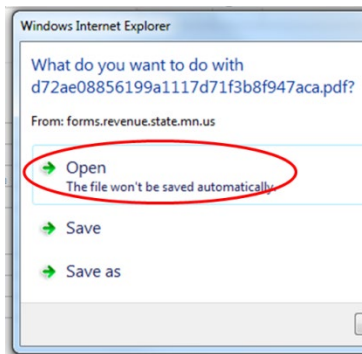 Windows Internet Explorer
What do you want to do with
d72ae08856199a1117d71f3b8f947aca.pdf?
From: forms.revenue.state.mn.us
Open
The file won't be saved automatically.
Save
Save as